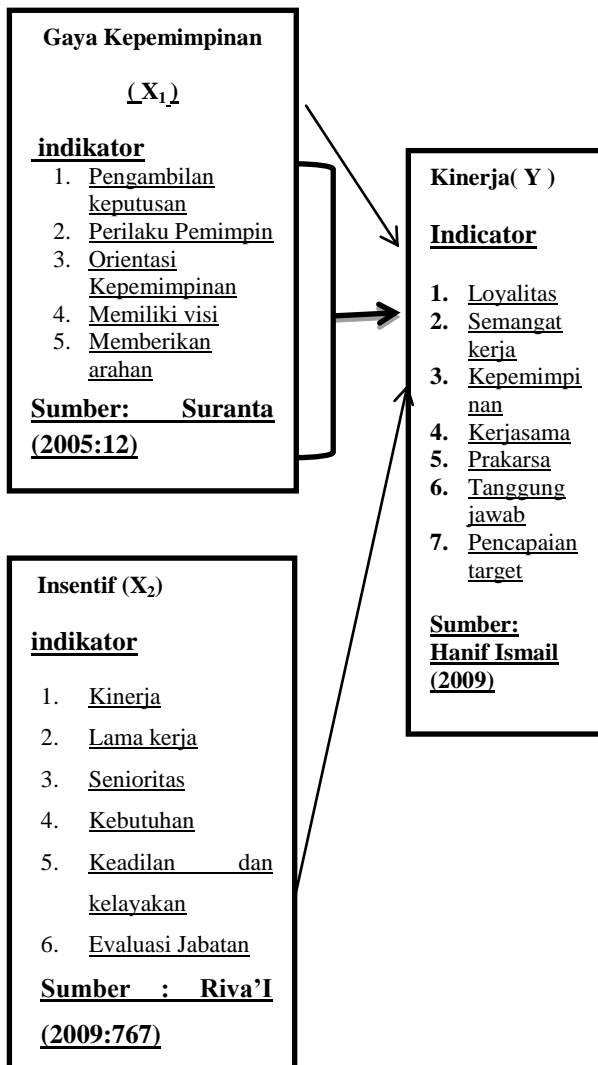 Gaya Kepemimpinan
( X₁ )
indikator
1. Pengambilan
keputusan
2. Perilaku Pemimpin
3. Orientasi
Kepemimpinan
4. Memiliki visi
5. Memberikan
arahan
Sumber: Suranta
(2005:12)
Insentif (X₂)
indikator
1. Kinerja
2. Lama kerja
3. Senioritas
4. Kebutuhan
5. Keadilan dan
kelayakan
6. Evaluasi Jabatan
Sumber : Riva’I
(2009:767)
Kinerja( Y )
Indicator
1. Loyalitas
2. Semangat
kerja
3. Kepemimpi
nan
4. Kerjasama
5. Prakarsa
6. Tanggung
jawab
7. Pencapaian
target
Sumber:
Hanif Ismail
(2009)